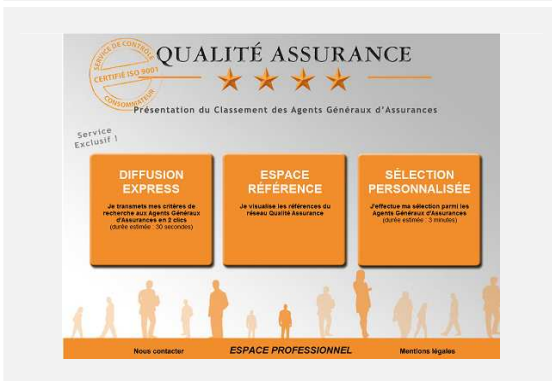 SERVICE DE CONTRÔLE
CERTIFIÉ ISO 9001
CONSOMMATEUR
QUALITÉ ASSURANCE
Présentation du Classement des Agents Généraux d'Assurances
Service
Exclusif !
DIFFUSION
EXPRESS
Je transmets mes critères de
recherche aux Agents Généraux
d'Assurances en 2 clics
(durée estimée : 30 secondes)
ESPACE
RÉFÉRENCE
Je visualise les références du
réseau Qualité Assurance
SÉLECTION
PERSONNALISÉE
J'effectue ma sélection parmi les
Agents Généraux d'Assurances
(durée estimée : 3 minutes)
Nous contacter
ESPACE PROFESSIONNEL
Mentions légales